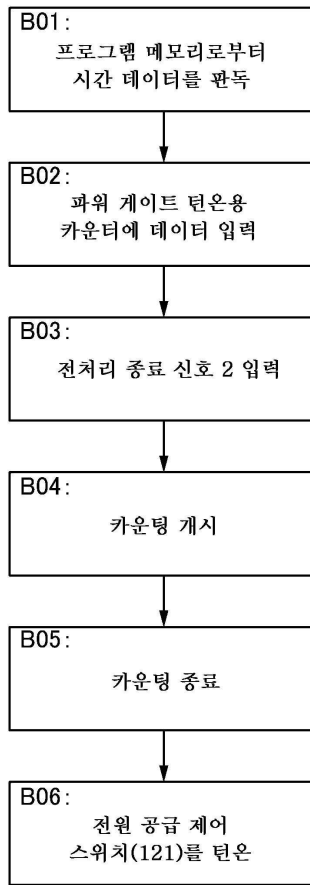 B01:
프로그램 메모리로부터
시간 데이터를 판독
B02:
파워 게이트 턴온용
카운터에 데이터 입력
B03:
전처리 종료 신호 2 입력
B04:
카운팅 개시
B05:
카운팅 종료
B06:
전원 공급 제어
스위치(121)를 턴온